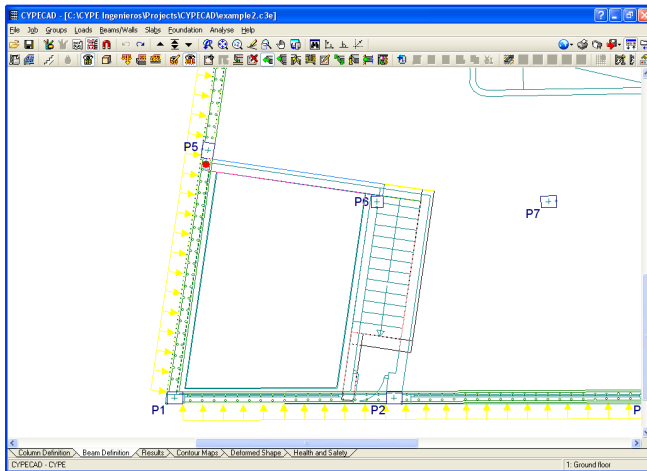 CYPECAD - [C:\CYPE Ingenieros\Projects\CYPECAD\example2.c3e]
File Job Groups Loads Beams/Walls Slabs Foundation Analyse Help
P5
P6
P7
P1
P2
P
Column Definition Beam Definition Results Contour Maps Deformed Shape Health and Safety
CYPECAD - CYPE 1: Ground floor